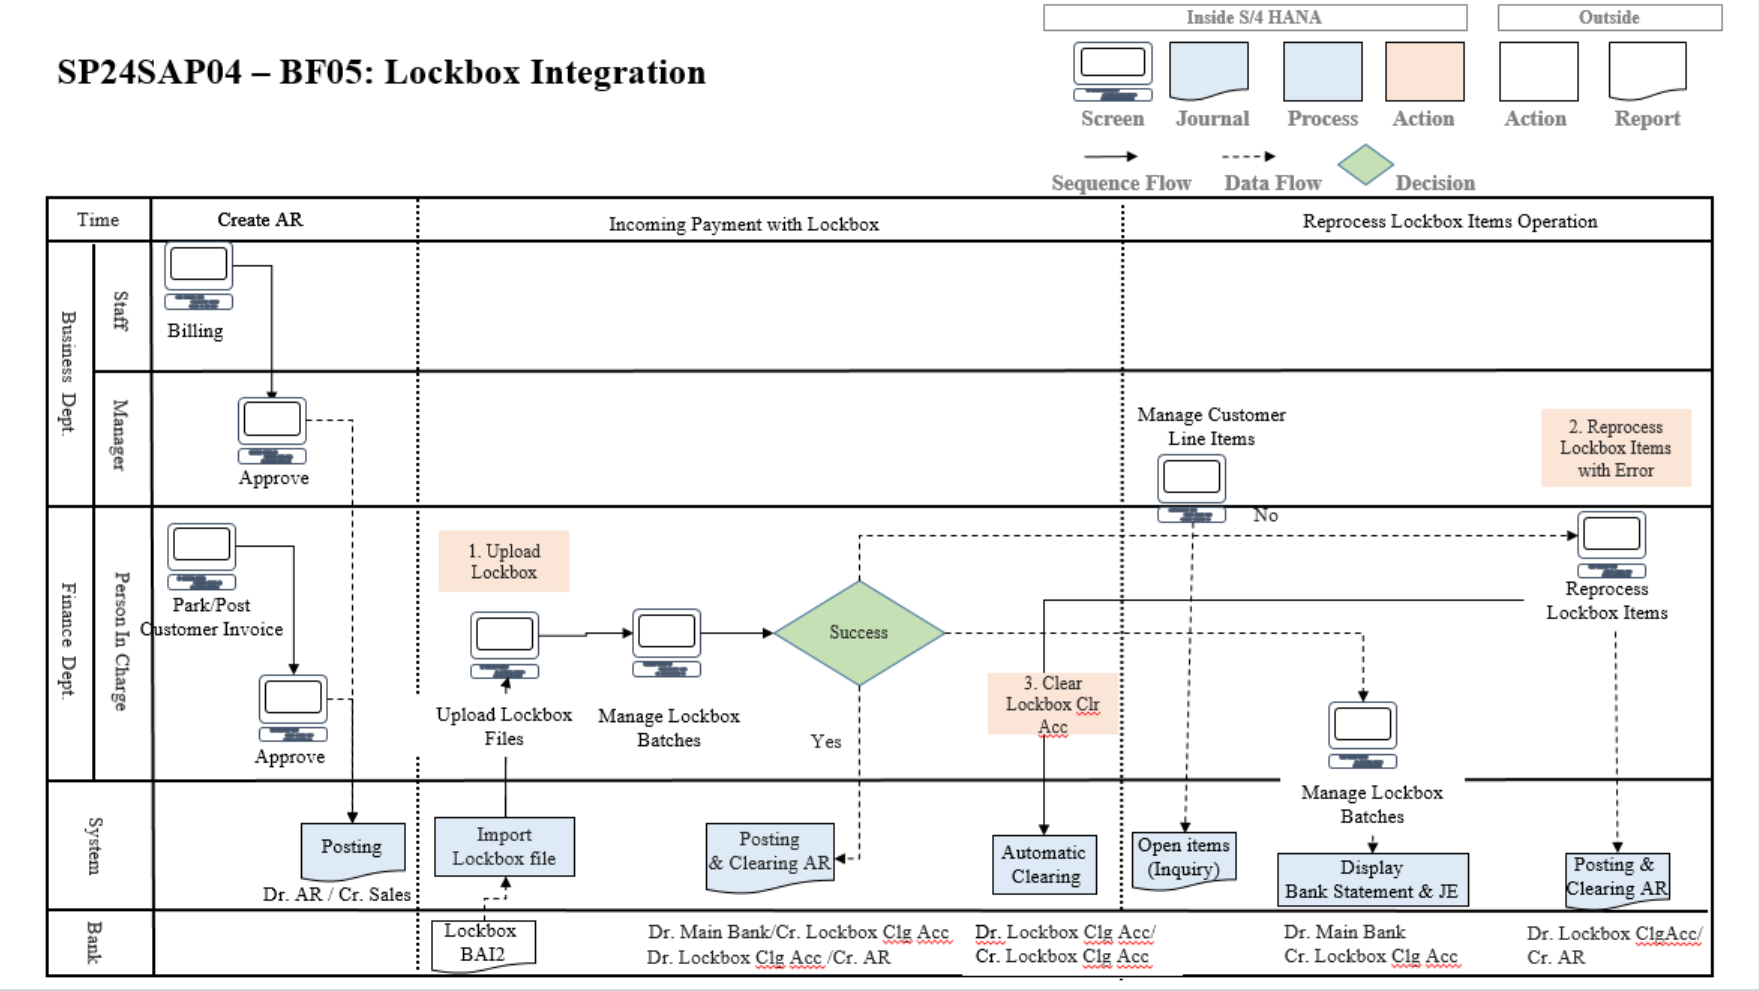 Inside S/4 HANA
Outside
SP24SAP04 – BF05: Lockbox Integration
Screen
Journal
Process
Action
Action
Report
Sequence Flow
Data Flow
Decision
Time
Create AR
Incoming Payment with Lockbox
Reprocess Lockbox Items Operation
Business Dept.
Staff
Billing
Manager
Approve
Manage Customer
Line Items
2. Reprocess
Lockbox Items
with Error
Finance Dept.
Person In Charge
Park/Post
Customer Invoice
Approve
1. Upload
Lockbox
Upload Lockbox
Files
Manage Lockbox
Batches
Success
Yes
No
3. Clear
Lockbox Clr
Acc
Reprocess
Lockbox Items
Manage Lockbox
Batches
System
Posting
Dr. AR / Cr. Sales
Import
Lockbox file
Posting
& Clearing AR
Automatic
Clearing
Open items
(Inquiry)
Display
Bank Statement & JE
Posting &
Clearing AR
Bank
Lockbox
BAI2
Dr. Main Bank/Cr. Lockbox Clg Acc
Dr. Lockbox Clg Acc /Cr. AR
Dr. Lockbox Clg Acc/
Cr. Lockbox Clg Acc
Dr. Main Bank
Cr. Lockbox Clg Acc
Dr. Lockbox ClgAcc/
Cr. AR